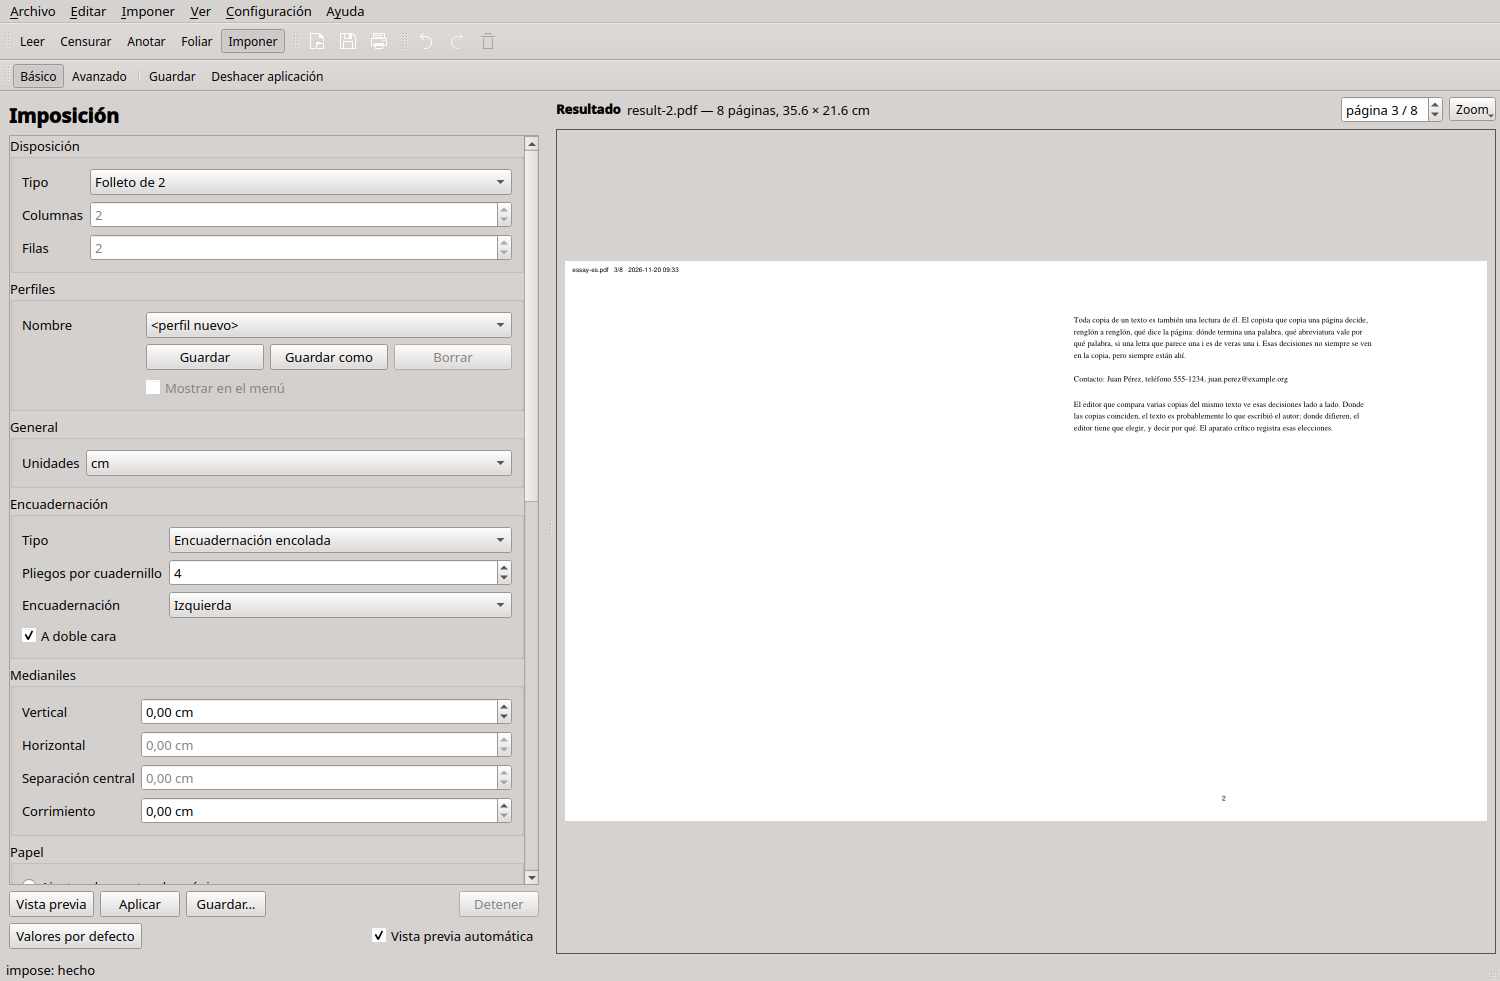 Archivo Editar Imponer Ver Configuración Ayuda
Leer Censurar Anotar Foliar Imponer
Básico Avanzado Guardar Deshacer aplicación
Imposición
Disposición
Tipo Folleto de 2
Columnas 2
Filas 2
Perfiles
Nombre <perfil nuevo>
Guardar Guardar como Borrar
Mostrar en el menú
General
Unidades cm
Encuadernación
Tipo Encuadernación encolada
Pliegos por cuadernillo 4
Encuadernación Izquierda
A doble cara
Medianiles
Vertical 0,00 cm
Horizontal 0,00 cm
Separación central 0,00 cm
Corrimiento 0,00 cm
Papel
Vista previa Aplicar Guardar... Detener
Valores por defecto Vista previa automática
impose: hecho
Resultado result-2.pdf — 8 páginas, 35.6 × 21.6 cm página 3 / 8 Zoom
essay-es.pdf 3/8 2026-11-20 09:33
Toda copia de un texto es también una lectura de él. El copista que copia una página decide,
renglón a renglón, qué dice la página: dónde termina una palabra, qué abreviatura vale por
qué palabra, si una letra que parece una i es de veras una i. Esas decisiones no siempre se ven
en la copia, pero siempre están ahí.
Contacto: Juan Pérez, teléfono 555-1234, juan.perez@example.org
El editor que compara varias copias del mismo texto ve esas decisiones lado a lado. Donde
las copias coinciden, el texto es probablemente lo que escribió el autor; donde difieren, el
editor tiene que elegir, y decir por qué. El aparato crítico registra esas elecciones.
2